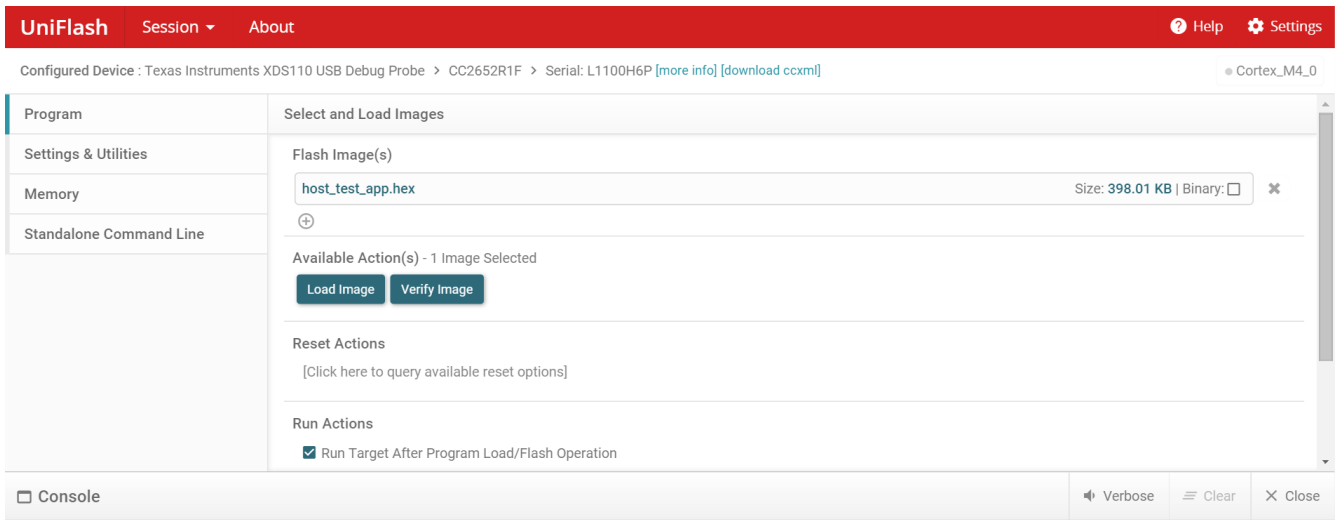 UniFlash Session About Help Settings
Configured Device : Texas Instruments XDS110 USB Debug Probe > CC2652R1F > Serial: L1100H6P [more info] [download ccxml] Cortex_M4_0
Program
Settings & Utilities
Memory
Standalone Command Line
Select and Load Images
Flash Image(s)
host_test_app.hex Size: 398.01 KB | Binary:
Available Action(s) - 1 Image Selected
Load Image Verify Image
Reset Actions
[Click here to query available reset options]
Run Actions
Run Target After Program Load/Flash Operation
Console Verbose Clear Close